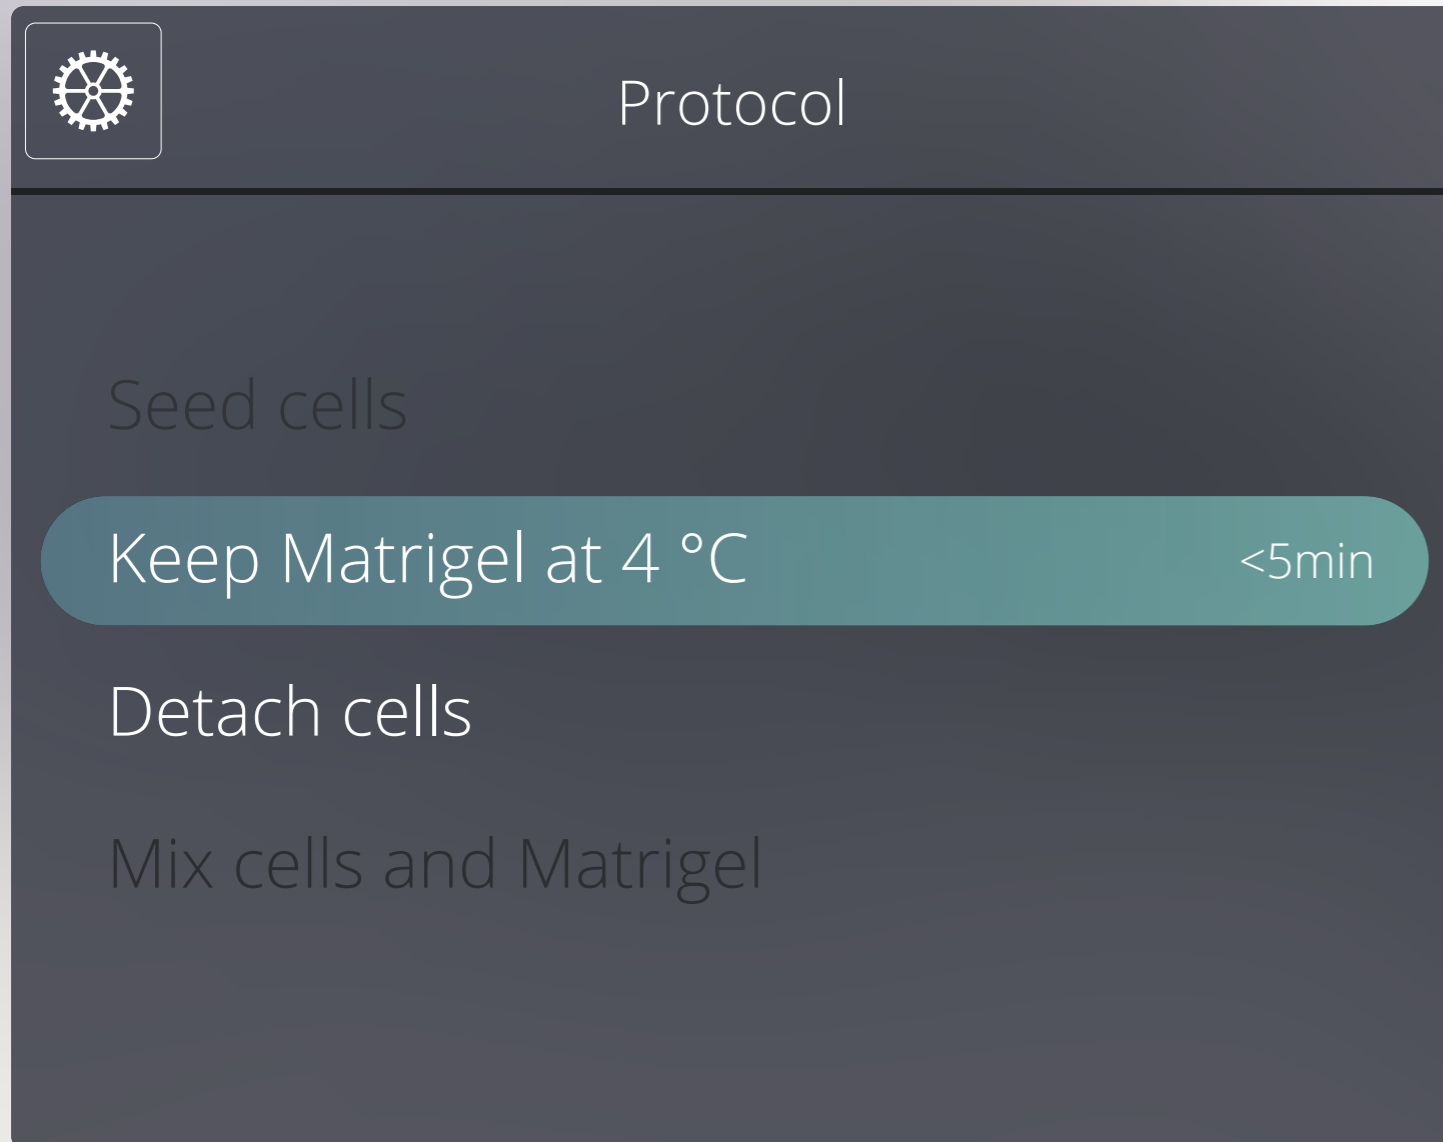 Protocol
Seed cells
Keep Matrigel at 4 °C <5min
Detach cells
Mix cells and Matrigel